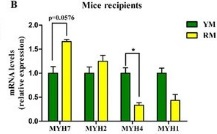 B
Mice recipients
p=0.0576
YM
RM
*
mRNA levels
(relative expression)
2.0
1.5
1.0
0.5
0.0
MYH7 MYH2 MYH4 MYH1